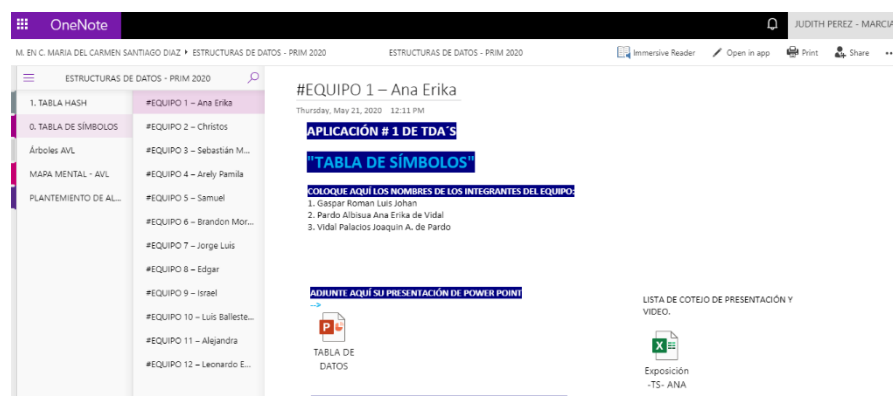 OneNote
JUDITH PEREZ - MARCIA
M. EN C. MARIA DEL CARMEN SANTIAGO DIAZ ▸ ESTRUCTURAS DE DATOS - PRIM 2020
ESTRUCTURAS DE DATOS - PRIM 2020
Immersive Reader
Open in app
Print
Share
...
ESTRUCTURAS DE DATOS - PRIM 2020
1. TABLA HASH
0. TABLA DE SÍMBOLOS
Árboles AVL
MAPA MENTAL - AVL
PLANTEMIENTO DE AL...
#EQUIPO 1 – Ana Erika
#EQUIPO 2 – Christos
#EQUIPO 3 – Sebastián M...
#EQUIPO 4 – Arely Pamila
#EQUIPO 5 – Samuel
#EQUIPO 6 – Brandon Mor...
#EQUIPO 7 – Jorge Luis
#EQUIPO 8 – Edgar
#EQUIPO 9 – Israel
#EQUIPO 10 – Luis Balleste...
#EQUIPO 11 – Alejandra
#EQUIPO 12 – Leonardo E...
#EQUIPO 1 – Ana Erika
Thursday, May 21, 2020 12:11 PM
APLICACIÓN # 1 DE TDA´S
"TABLA DE SÍMBOLOS"
COLOQUE AQUÍ LOS NOMBRES DE LOS INTEGRANTES DEL EQUIPO:
1. Gaspar Roman Luis Johan
2. Pardo Albisua Ana Erika de Vidal
3. Vidal Palacios Joaquin A. de Pardo
ADJUNTE AQUÍ SU PRESENTACIÓN DE POWER POINT
-->
TABLA DE
DATOS
LISTA DE COTEJO DE PRESENTACIÓN Y
VIDEO.
Exposición
-TS- ANA